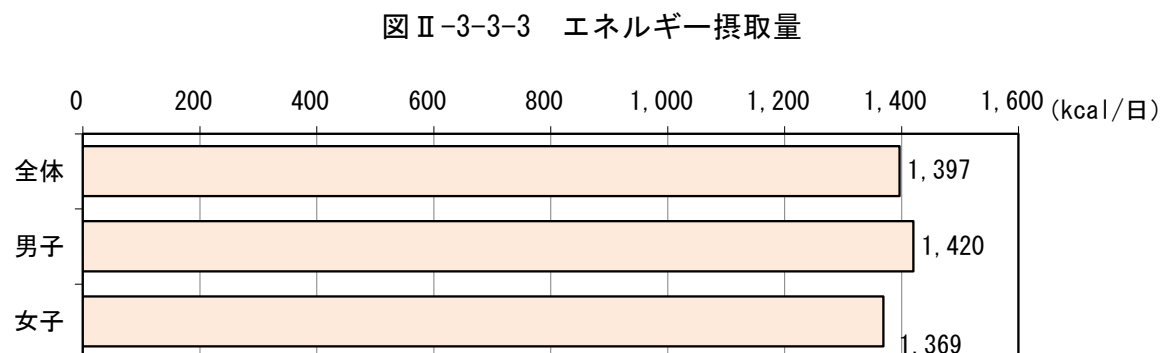 図Ⅱ-3-3-3　エネルギー摂取量
0 200 400 600 800 1,000 1,200 1,400 1,600 (kcal/日)
全体 1,397
男子 1,420
女子 1,369